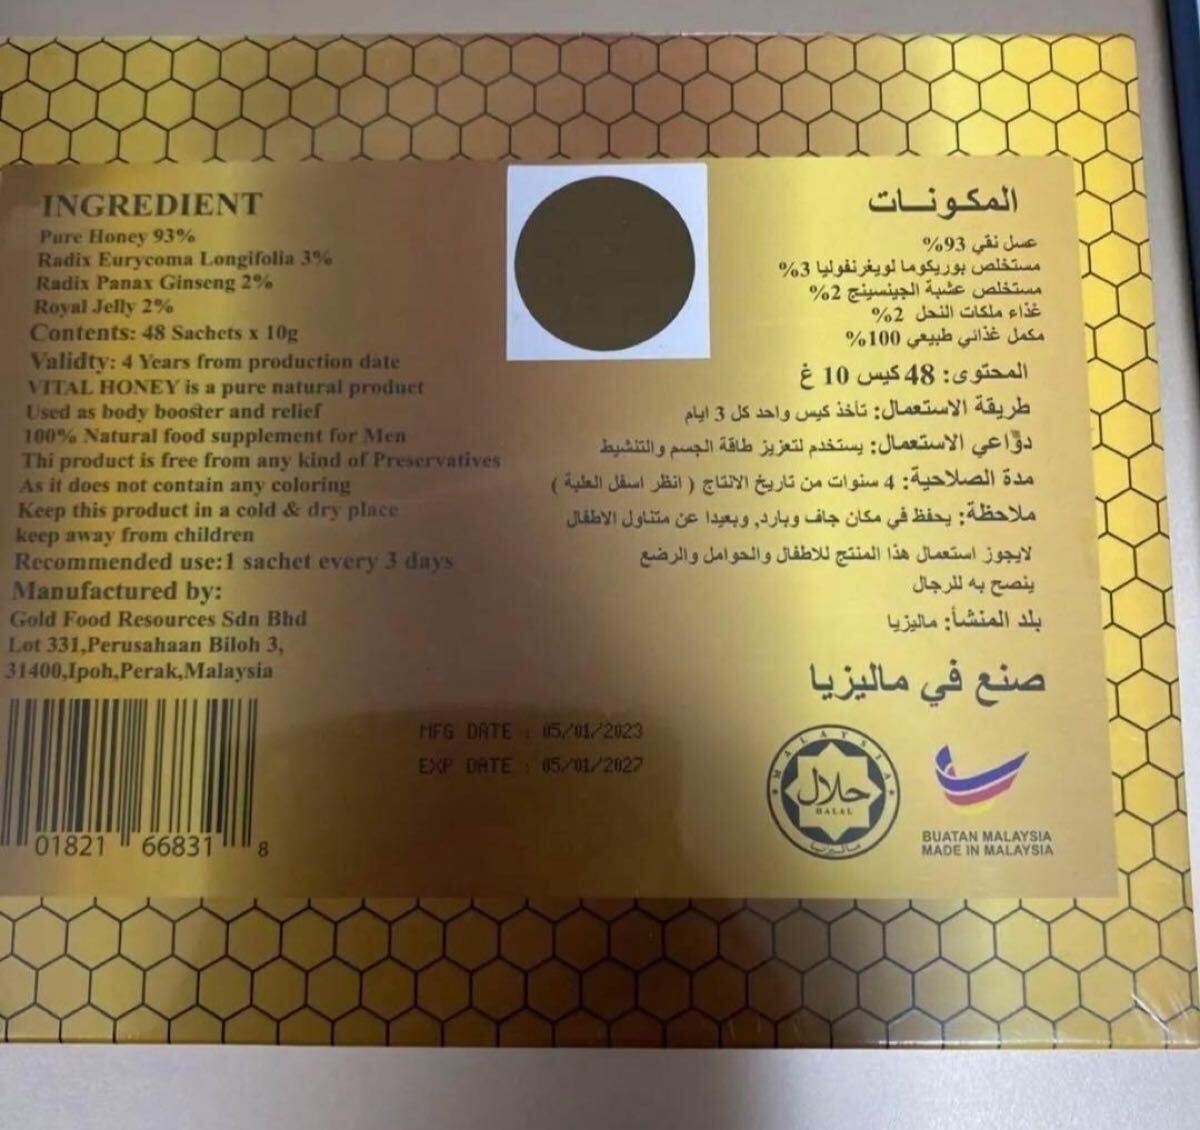 INGREDIENT
Pure Honey 93%
Radix Eurycoma Longifolia 3%
Radix Panax Ginseng 2%
Royal Jelly 2%
Contents: 48 Sachets x 10g
Validty: 4 Years from production date
VITAL HONEY is a pure natural product
Used as body booster and relief
100% Natural food supplement for Men
Thi product is free from any kind of Preservatives
As it does not contain any coloring
Keep this product in a cold & dry place
keep away from children
Recommended use:1 sachet every 3 days
Manufactured by:
Gold Food Resources Sdn Bhd
Lot 331,Perusahaan Biloh 3,
31400,Ipoh,Perak,Malaysia
01821 66831 8
MFG DATE : 05/01/2023
EXP DATE : 05/01/2027
المكونات
عسل نقي 93%
مستخلص بوريكوما لويغرنفوليا 3%
مستخلص عشبة الجينسينج 2%
غذاء ملكات النحل 2%
مكمل غذائي طبيعي 100%
المحتوى: 48 كيس 10 غ
طريقة الاستعمال: تأخذ كيس واحد كل 3 ايام
دوّاعي الاستعمال: يستخدم لتعزيز طاقة الجسم والتنشيط
مدة الصلاحية: 4 سنوات من تاريخ الانتاج ( انظر اسفل العلبة )
ملاحظة: يحفظ في مكان جاف وبارد, وبعيدا عن متناول الاطفال
لايجوز استعمال هذا المنتج للاطفال والحوامل والرضع
ينصح به للرجال
بلد المنشأ: ماليزيا
صنع في ماليزيا
MALAYSIA
حلال
HALAL
ماليزيا
BUATAN MALAYSIA
MADE IN MALAYSIA